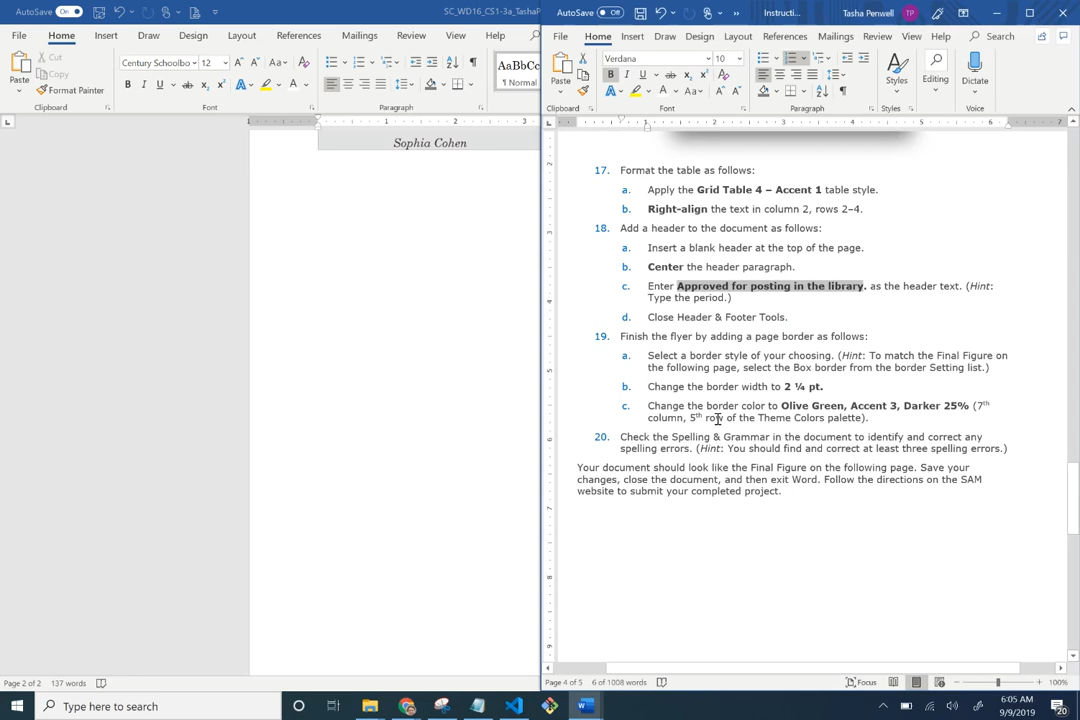 AutoSave On SC_WD16_CS1-3a_TashaP
File Home Insert Draw Design Layout References Mailings Review View Help
Paste Cut Copy Format Painter
Century Schoolbo 12
AaBbCc
¶ Normal
Clipboard Font Paragraph
Sophia Cohen
Page 2 of 2 137 words
AutoSave Off Instructi... Tasha Penwell TP
File Home Insert Draw Design Layout References Mailings Review View Help Search
Paste Verdana 10 Styles Editing Dictate
Clipboard Font Paragraph Styles Voice
17. Format the table as follows:
a. Apply the Grid Table 4 – Accent 1 table style.
b. Right-align the text in column 2, rows 2–4.
18. Add a header to the document as follows:
a. Insert a blank header at the top of the page.
b. Center the header paragraph.
c. Enter Approved for posting in the library. as the header text. (Hint:
Type the period.)
d. Close Header & Footer Tools.
19. Finish the flyer by adding a page border as follows:
a. Select a border style of your choosing. (Hint: To match the Final Figure on
the following page, select the Box border from the border Setting list.)
b. Change the border width to 2 ¼ pt.
c. Change the border color to Olive Green, Accent 3, Darker 25% (7th
column, 5th row of the Theme Colors palette).
20. Check the Spelling & Grammar in the document to identify and correct any
spelling errors. (Hint: You should find and correct at least three spelling errors.)
Your document should look like the Final Figure on the following page. Save your
changes, close the document, and then exit Word. Follow the directions on the SAM
website to submit your completed project.
Page 4 of 5 6 of 1008 words Focus 100%
Type here to search
6:05 AM
9/9/2019
20